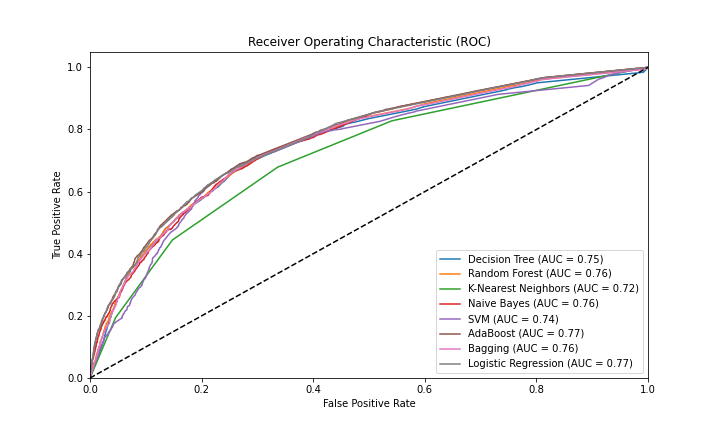 Receiver Operating Characteristic (ROC)
True Positive Rate
1.0
0.8
0.6
0.4
0.2
0.0
Decision Tree (AUC = 0.75)
Random Forest (AUC = 0.76)
K-Nearest Neighbors (AUC = 0.72)
Naive Bayes (AUC = 0.76)
SVM (AUC = 0.74)
AdaBoost (AUC = 0.77)
Bagging (AUC = 0.76)
Logistic Regression (AUC = 0.77)
0.0 0.2 0.4 0.6 0.8 1.0
False Positive Rate